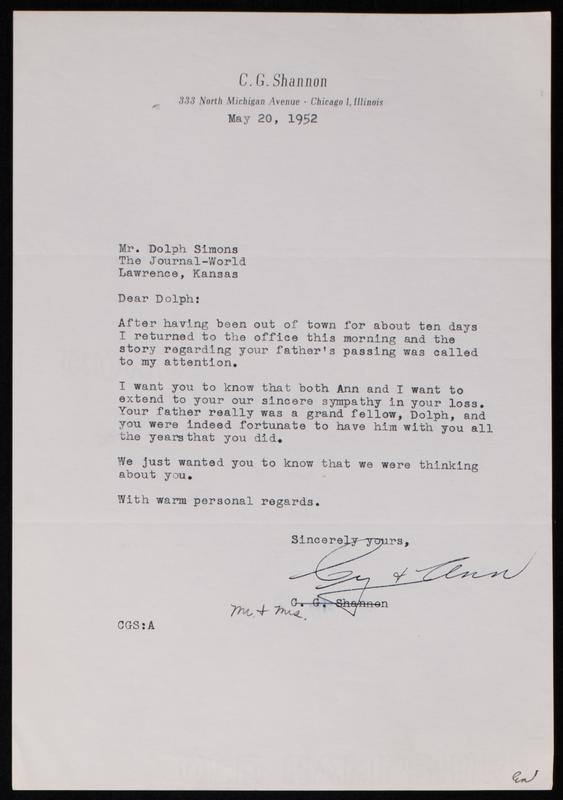 C. G. Shannon
333 North Michigan Avenue · Chicago 1, Illinois
May 20, 1952
Mr. Dolph Simons
The Journal-World
Lawrence, Kansas
Dear Dolph:
After having been out of town for about ten days
I returned to the office this morning and the
story regarding your father's passing was called
to my attention.
I want you to know that both Ann and I want to
extend to your our sincere sympathy in your loss.
Your father really was a grand fellow, Dolph, and
you were indeed fortunate to have him with you all
the years that you did.
We just wanted you to know that we were thinking
about you.
With warm personal regards.
Sincerely yours,
Cy & Ann
C. G. Shannon
Mr. & Mrs.
CGS:A